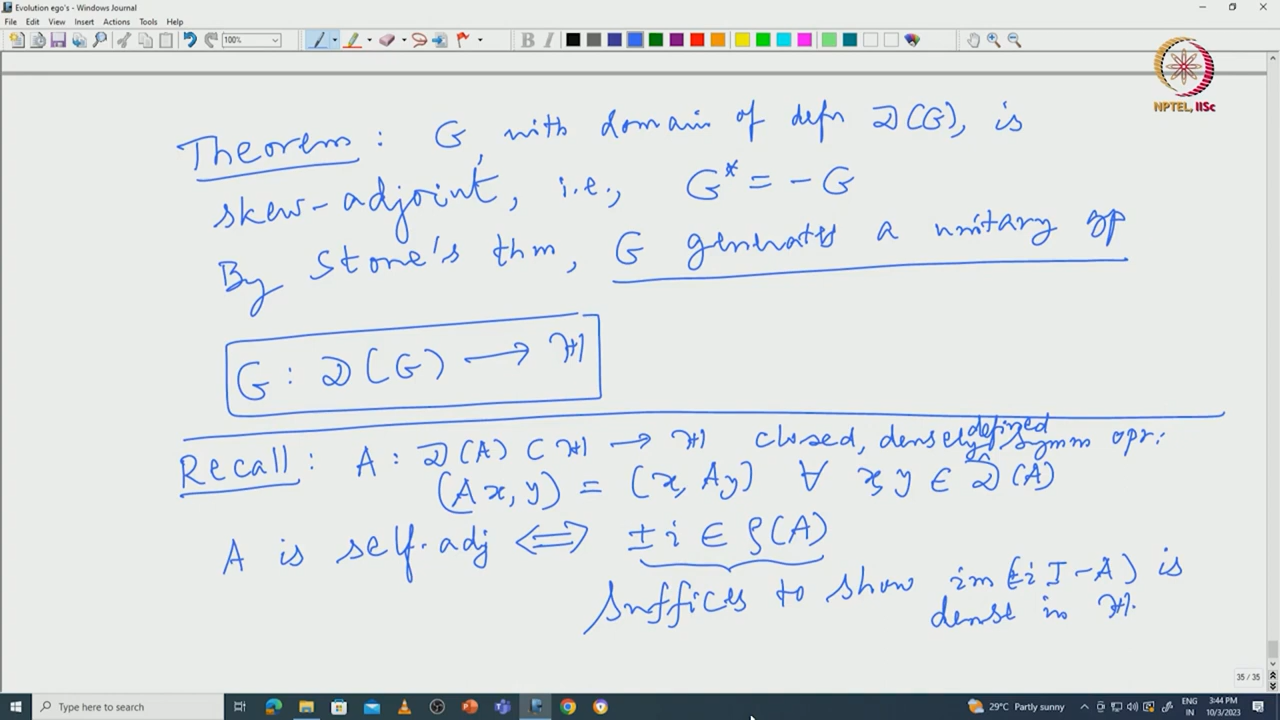 Evolution eqo's - Windows Journal
File Edit View Insert Actions Tools Help
100%
B I
NPTEL, IISc
Theorem : G, with domain of defn D(G), is
skew-adjoint, i.e., G* = - G
By Stone's thm, G generates a unitary gp
G : D(G) → ℋ
Recall : A : D(A) ⊂ ℋ → ℋ closed, densely defined symm opr.
(Ax, y) = (x, Ay) ∀ x, y ∈ D(A)
A is self-adj ⟺ ± i ∈ ρ(A)
suffices to show im(±i I - A) is
dense in ℋ.
35 / 35
Type here to search
29°C Partly sunny
ENG
IN
3:44 PM
10/3/2023